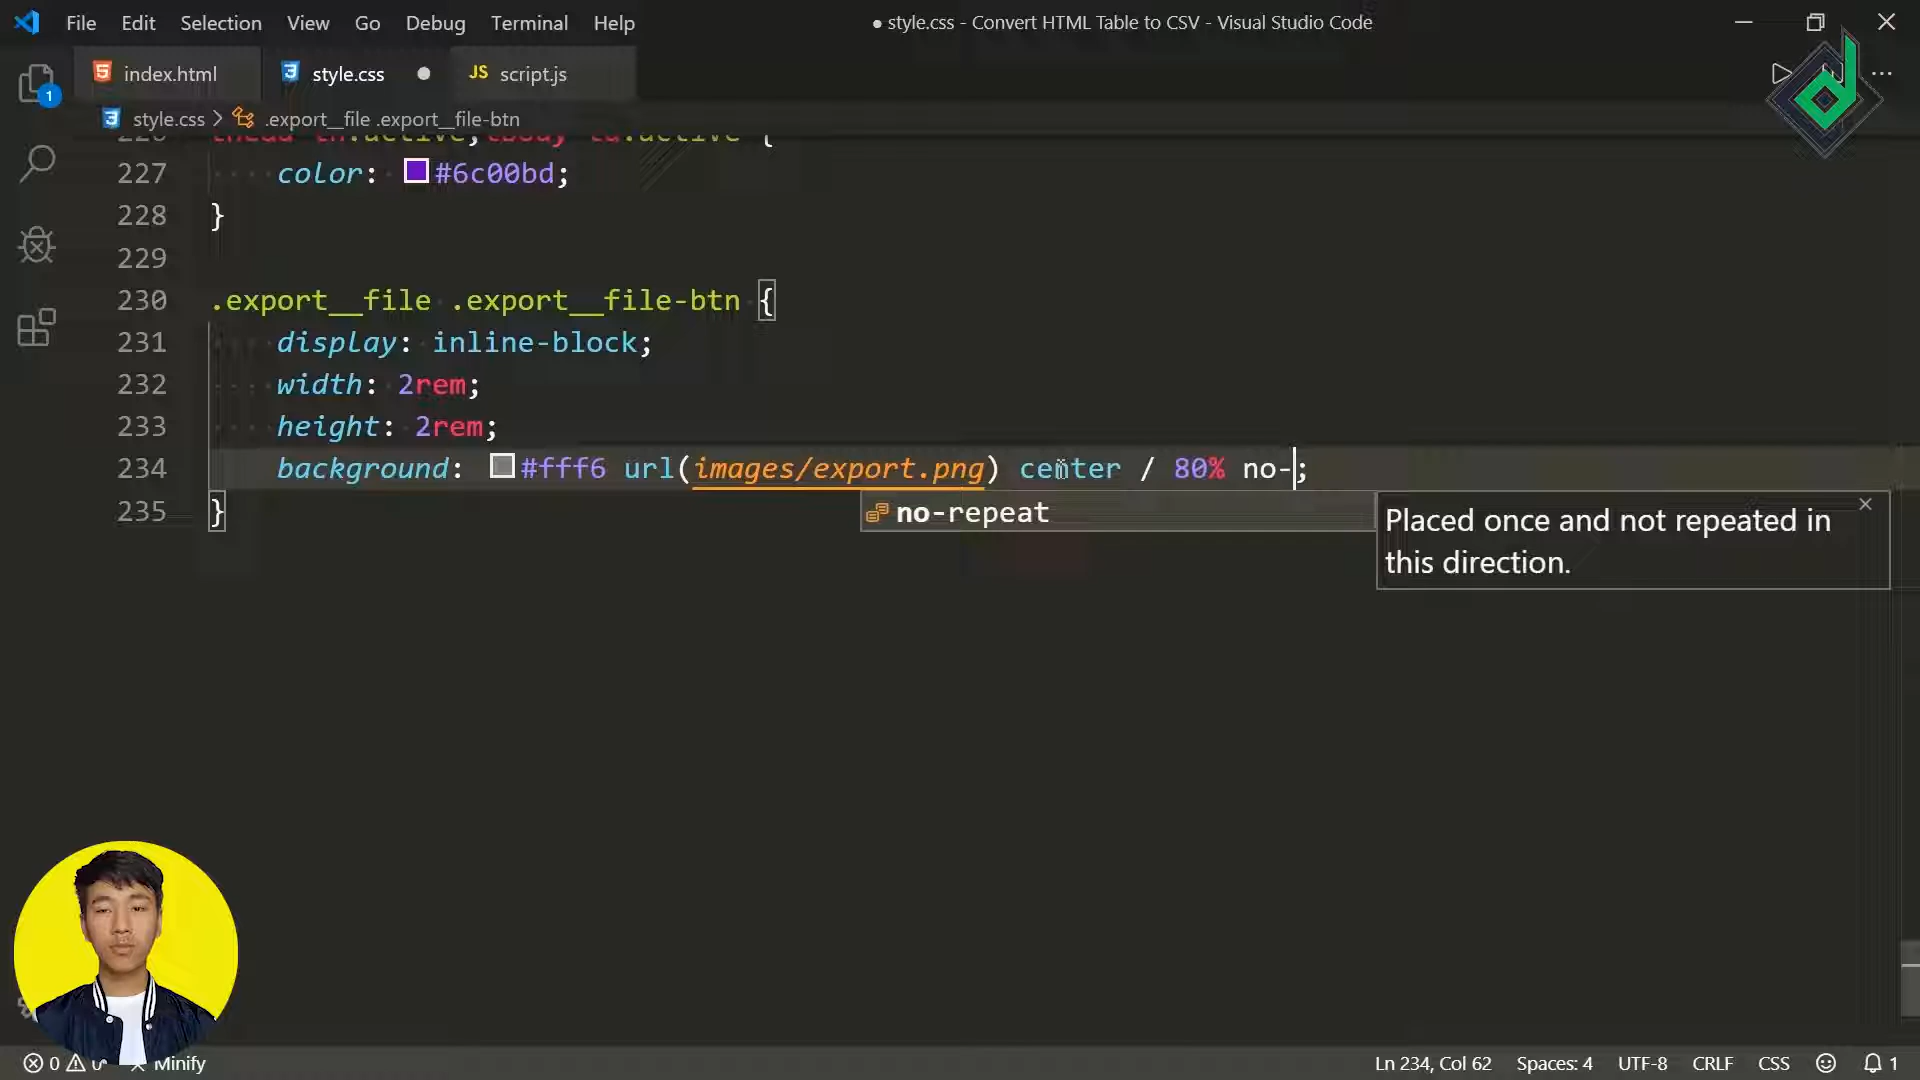 File Edit Selection View Go Debug Terminal Help
● style.css - Convert HTML Table to CSV - Visual Studio Code
index.html style.css ● JS script.js
style.css > .export__file .export__file-btn
227 color: #6c00bd;
228 }
229
230 .export__file .export__file-btn {
231 display: inline-block;
232 width: 2rem;
233 height: 2rem;
234 background: #fff6 url(images/export.png) center / 80% no-;
235 }
no-repeat
Placed once and not repeated in
this direction.
1
0 Minify
Ln 234, Col 62 Spaces: 4 UTF-8 CRLF CSS 1